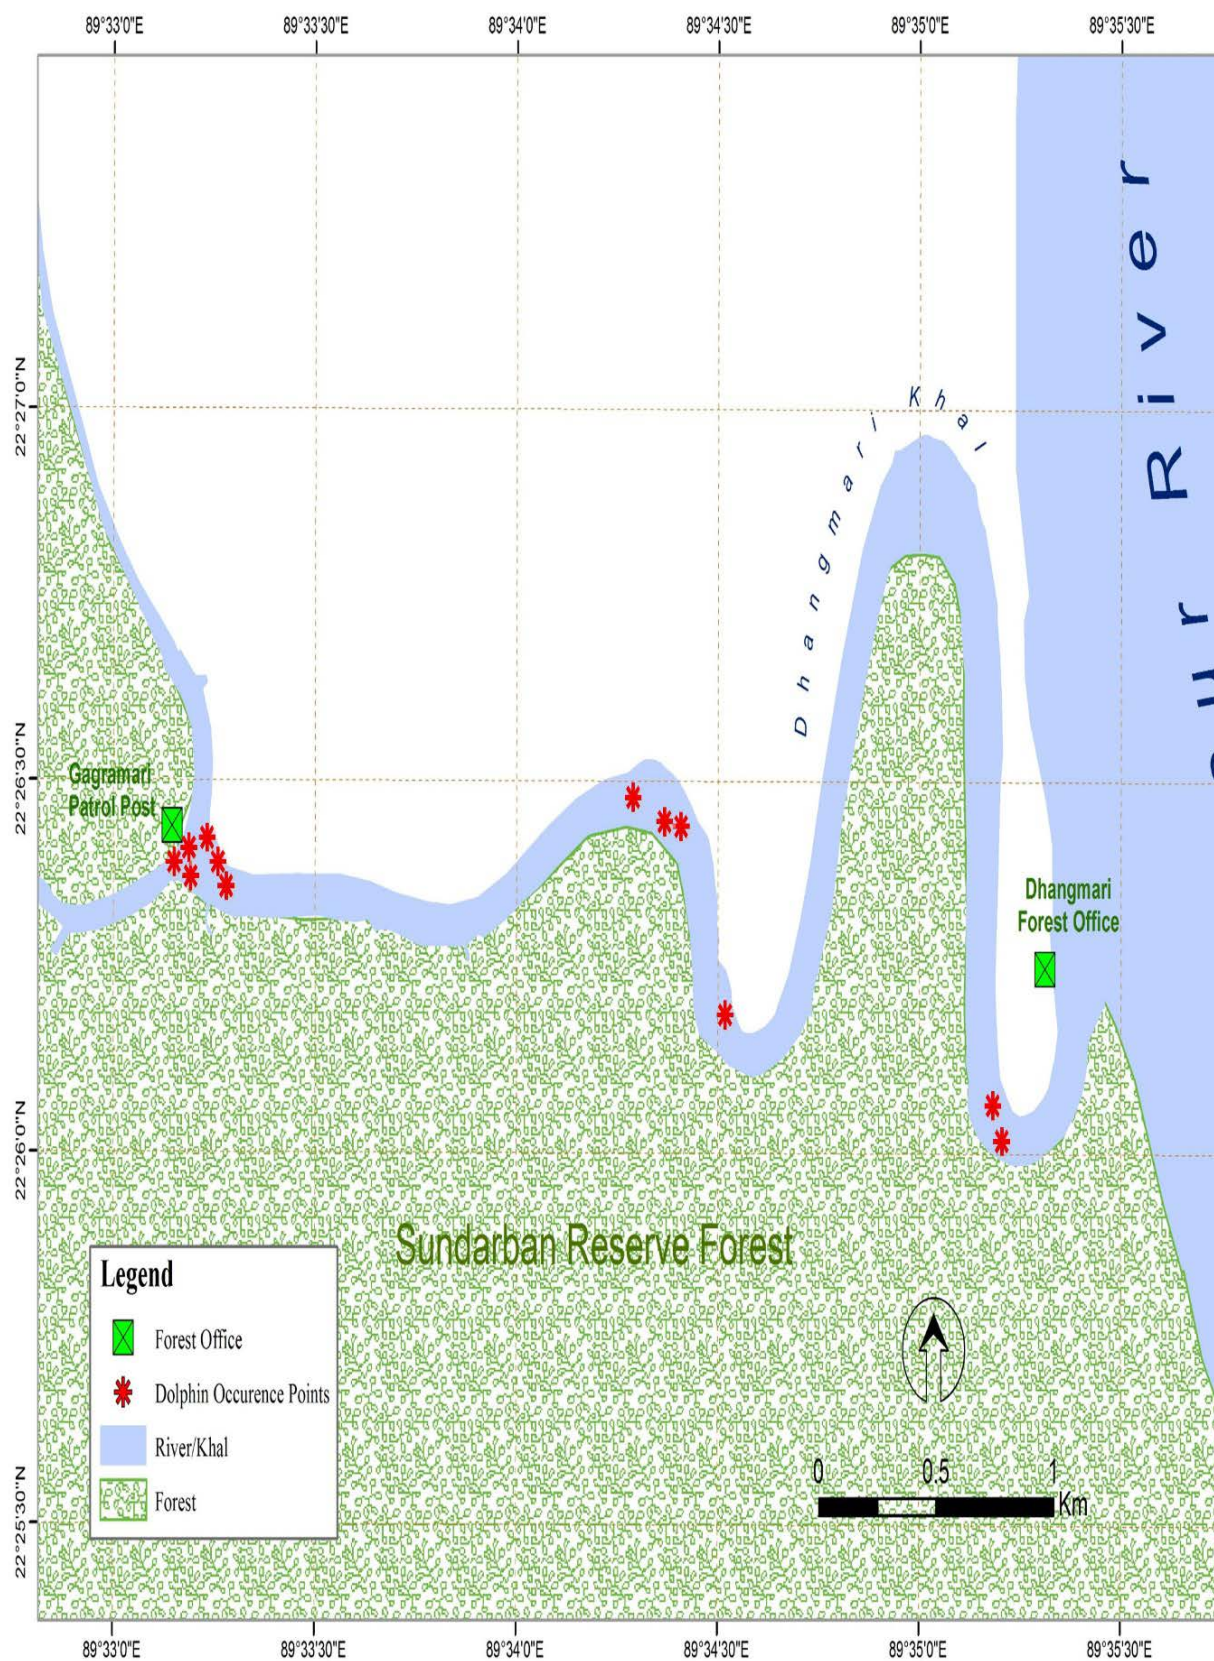 89°33'0"E 89°33'30"E 89°34'0"E 89°34'30"E 89°35'0"E 89°35'30"E
22°27'0"N
22°26'30"N
22°26'0"N
22°25'30"N
River
Dhangmari Khal
Gagramari
Patrol Post
Dhangmari
Forest Office
Sundarban Reserve Forest
Legend
Forest Office
Dolphin Occurence Points
River/Khal
Forest
0 0.5 1
Km
89°33'0"E 89°33'30"E 89°34'0"E 89°34'30"E 89°35'0"E 89°35'30"E